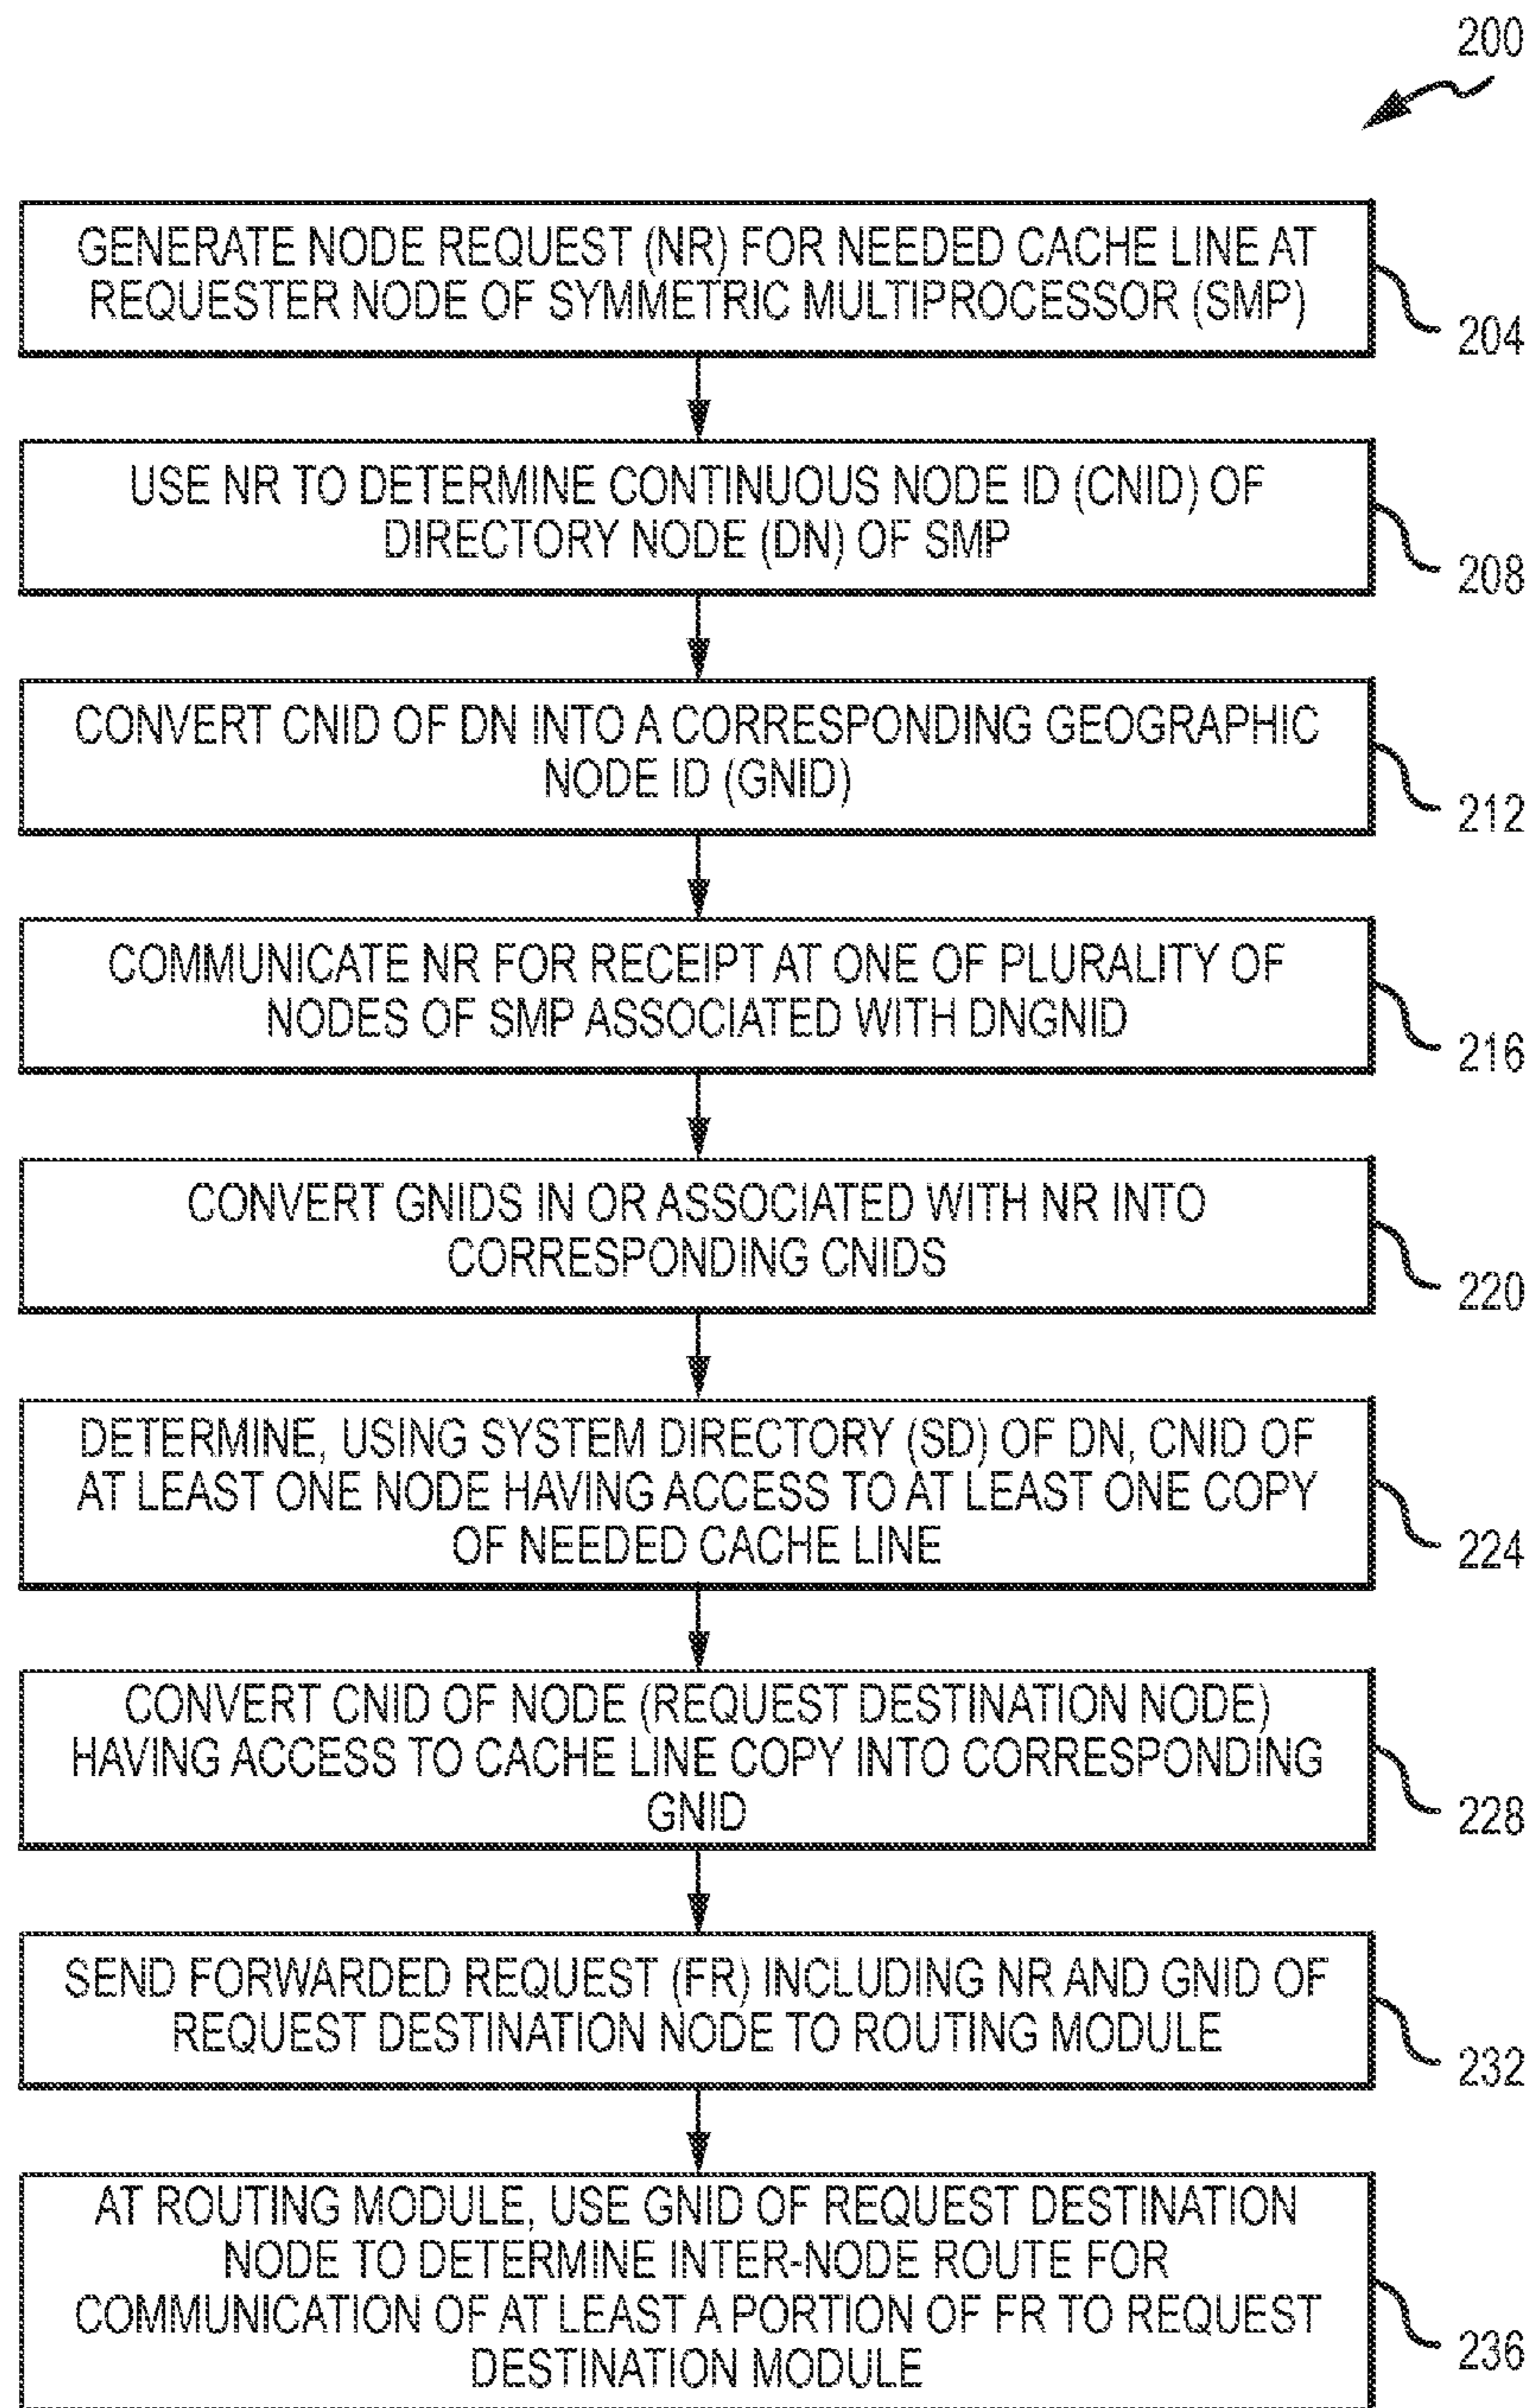 200
GENERATE NODE REQUEST (NR) FOR NEEDED CACHE LINE AT
REQUESTER NODE OF SYMMETRIC MULTIPROCESSOR (SMP)
204
USE NR TO DETERMINE CONTINUOUS NODE ID (CNID) OF
DIRECTORY NODE (DN) OF SMP
208
CONVERT CNID OF DN INTO A CORRESPONDING GEOGRAPHIC
NODE ID (GNID)
212
COMMUNICATE NR FOR RECEIPT AT ONE OF PLURALITY OF
NODES OF SMP ASSOCIATED WITH DNGNID
216
CONVERT GNIDS IN OR ASSOCIATED WITH NR INTO
CORRESPONDING CNIDS
220
DETERMINE, USING SYSTEM DIRECTORY (SD) OF DN, CNID OF
AT LEAST ONE NODE HAVING ACCESS TO AT LEAST ONE COPY
OF NEEDED CACHE LINE
224
CONVERT CNID OF NODE (REQUEST DESTINATION NODE)
HAVING ACCESS TO CACHE LINE COPY INTO CORRESPONDING
GNID
228
SEND FORWARDED REQUEST (FR) INCLUDING NR AND GNID OF
REQUEST DESTINATION NODE TO ROUTING MODULE
232
AT ROUTING MODULE, USE GNID OF REQUEST DESTINATION
NODE TO DETERMINE INTER-NODE ROUTE FOR
COMMUNICATION OF AT LEAST A PORTION OF FR TO REQUEST
DESTINATION MODULE
236